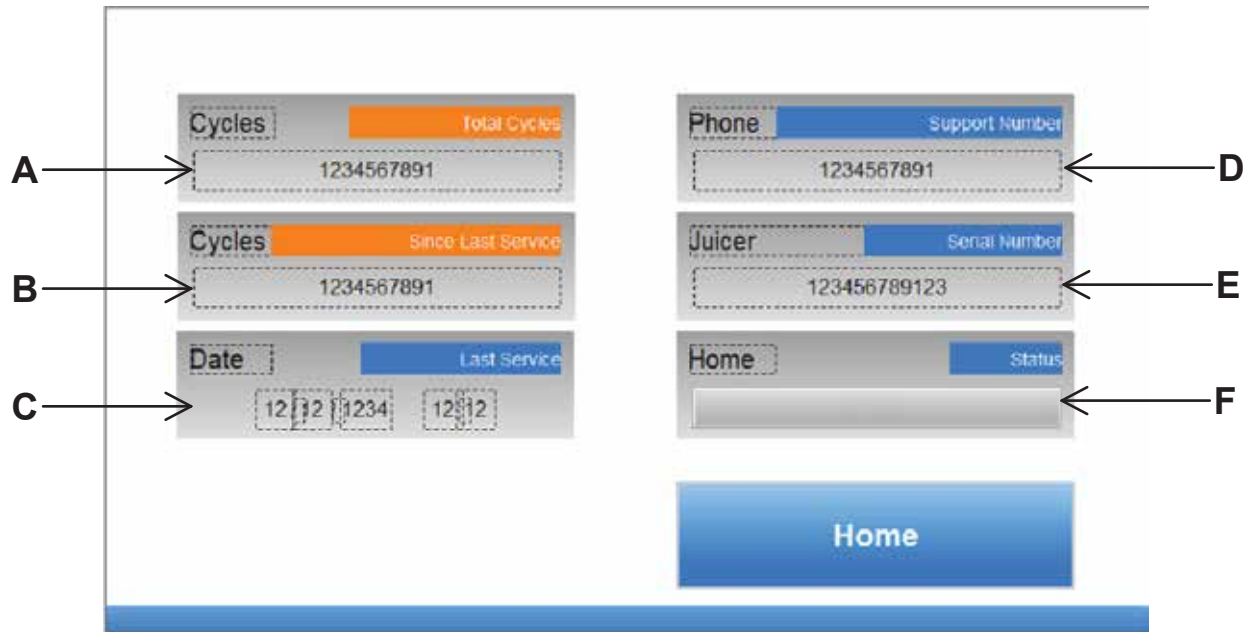 Cycles Total Cycles
A 1234567891
Cycles Since Last Service
B 1234567891
Date Last Service
C 12 12 1234 12 12
Phone Support Number
1234567891 D
Juicer Serial Number
123456789123 E
Home Status
F
Home